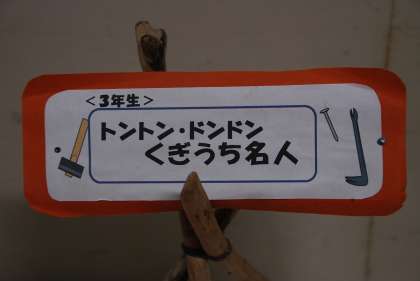 ＜3年生＞
トントン・ドンドン
くぎうち名人